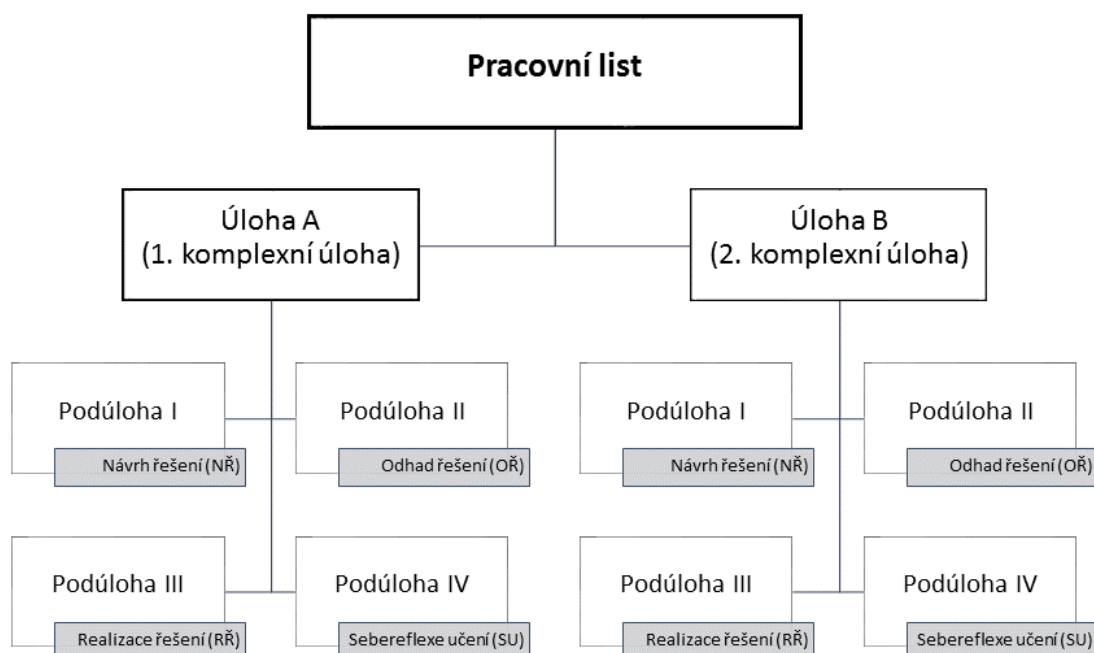 Pracovní list
Úloha A
(1. komplexní úloha)
Úloha B
(2. komplexní úloha)
Podúloha I
Návrh řešení (NŘ)
Podúloha II
Odhad řešení (OŘ)
Podúloha I
Návrh řešení (NŘ)
Podúloha II
Odhad řešení (OŘ)
Podúloha III
Realizace řešení (RŘ)
Podúloha IV
Sebereflexe učení (SU)
Podúloha III
Realizace řešení (RŘ)
Podúloha IV
Sebereflexe učení (SU)